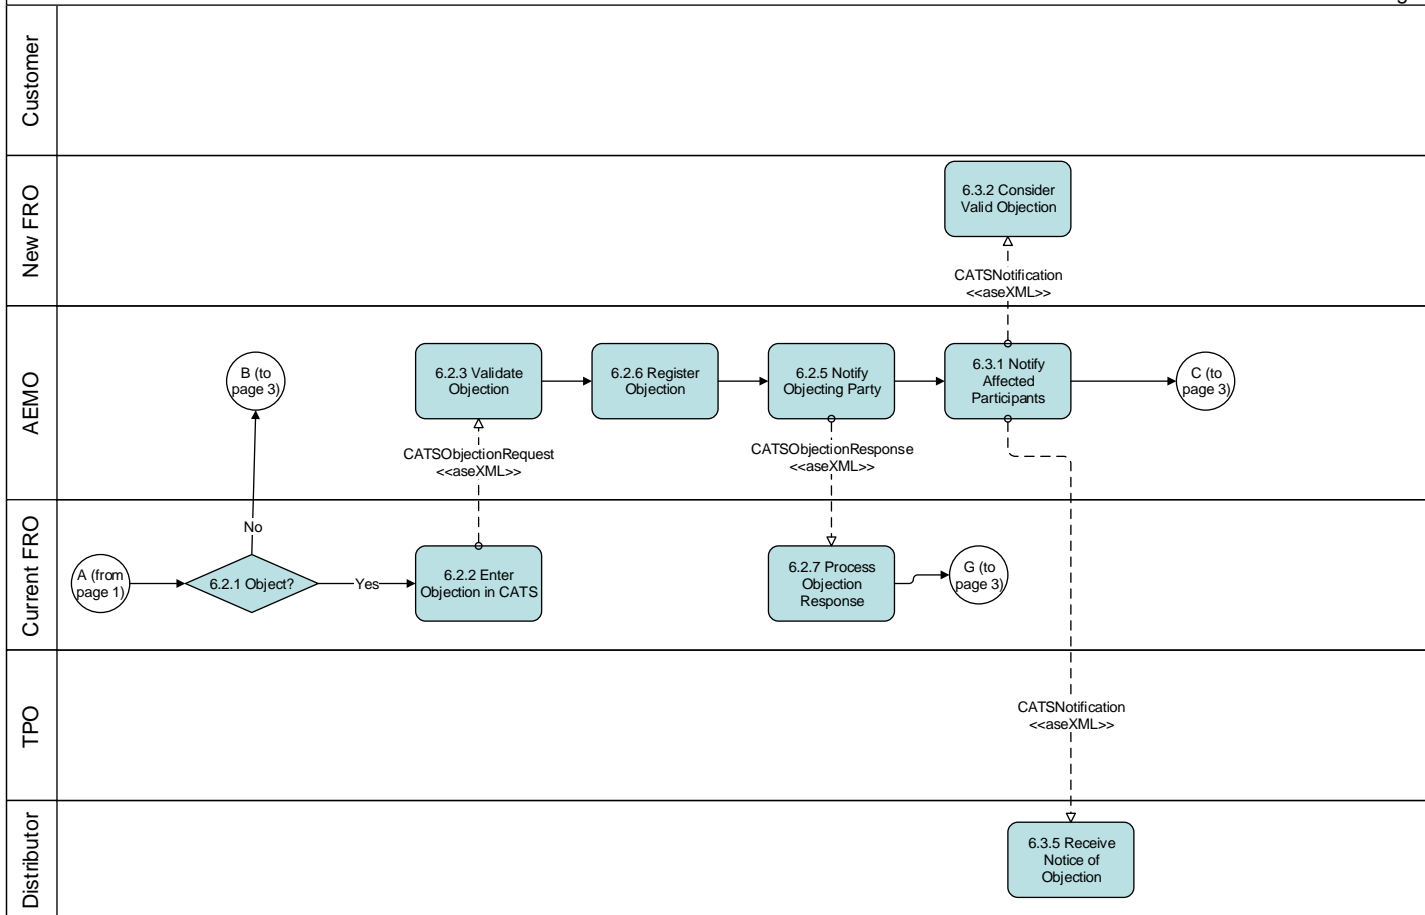 Customer
New FRO
6.3.2 Consider
Valid Objection
CATSNotification
<<aseXML>>
AEMO
B (to
page 3)
6.2.3 Validate
Objection
6.2.6 Register
Objection
6.2.5 Notify
Objecting Party
6.3.1 Notify
Affected
Participants
C (to
page 3)
CATSObjectionRequest
<<aseXML>>
CATSObjectionResponse
<<aseXML>>
Current FRO
No
A (from
page 1)
6.2.1 Object?
Yes
6.2.2 Enter
Objection in CATS
6.2.7 Process
Objection
Response
G (to
page 3)
TPO
CATSNotification
<<aseXML>>
Distributor
6.3.5 Receive
Notice of
Objection